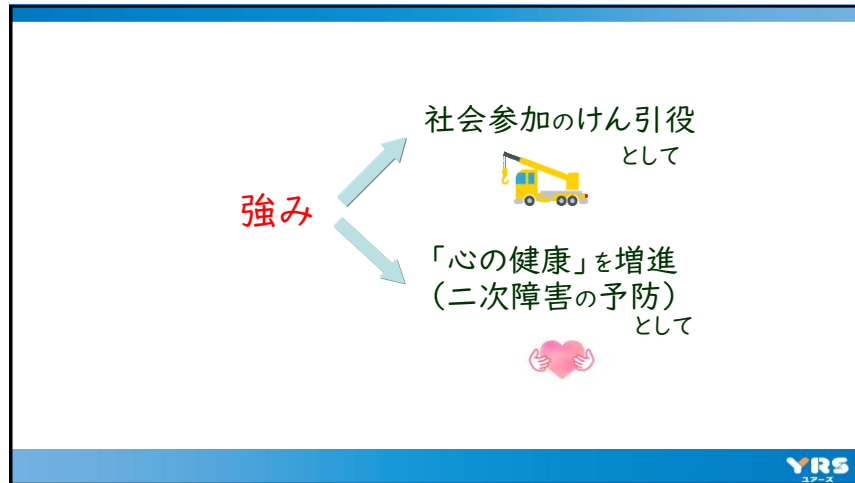 強み
社会参加のけん引役
として
「心の健康」を増進
(二次障害の予防)
として
YRS
ユアーズ